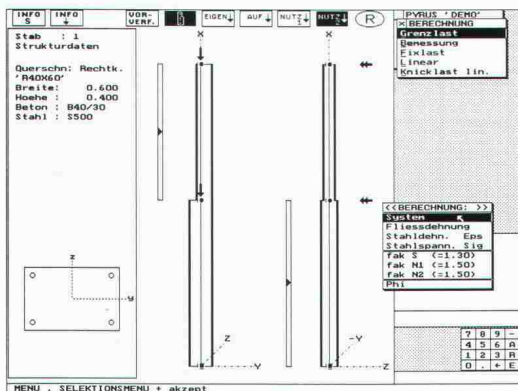 INFO S
INFO
VOR-VERF.
EIGEN
AUF
NUTZ 1
NUTZ 2
R
PYRUS 'DEMO'
Stab : 1
Strukturdaten
Querschn: Rechtk.
'R40X60'
Breite: 0.600
Hoehe : 0.400
Beton : B40/30
Stahl : S500
z
y
X
X
Z
Y
Z
-Y
BERECHNUNG
Grenzlast
Bemessung
Fixlast
Linear
Knicklast lin.
<<BERECHNUNG: >>
System
Fliessdehnung
Stahldehn. Eps
Stahlspann. Sig
fak S (=1.30)
fak N1 (=1.50)
fak N2 (=1.50)
Phi
7 8 9 -
4 5 6 A
1 2 3 R
0 . + E
MENU , SELEKTIONSMENU + akzept